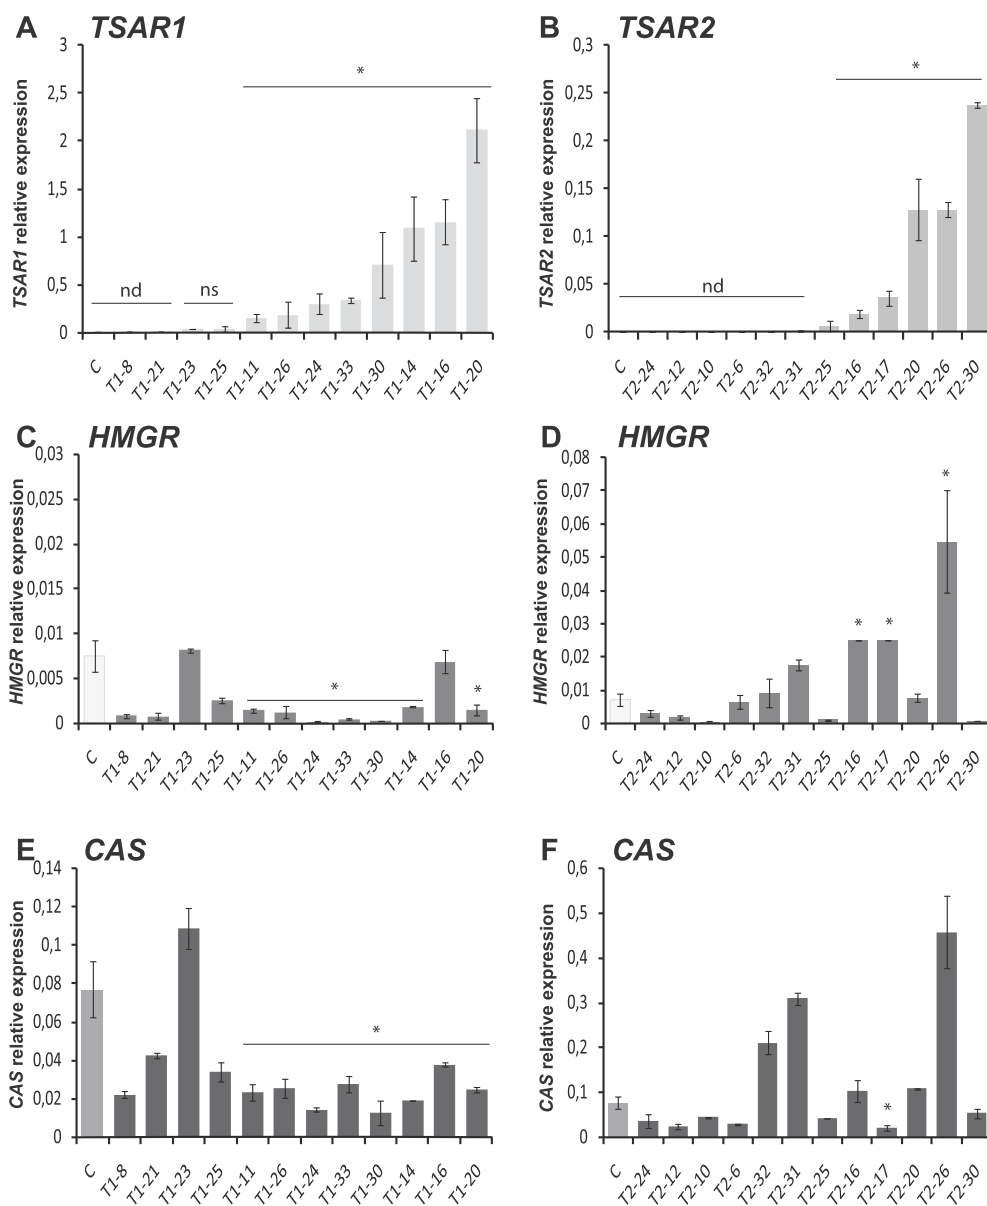 A TSAR1
TSAR1 relative expression
3
2,5
2
1,5
1
0,5
0
nd
ns
*
C T1-8 T1-21 T1-23 T1-25 T1-11 T1-26 T1-24 T1-33 T1-30 T1-14 T1-16 T1-20
B TSAR2
TSAR2 relative expression
0,3
0,25
0,2
0,15
0,1
0,05
0
nd
*
C T2-24 T2-12 T2-10 T2-6 T2-32 T2-31 T2-25 T2-16 T2-17 T2-20 T2-26 T2-30
C HMGR
HMGR relative expression
0,03
0,025
0,02
0,015
0,01
0,005
0
*
*
C T1-8 T1-21 T1-23 T1-25 T1-11 T1-26 T1-24 T1-33 T1-30 T1-14 T1-16 T1-20
D HMGR
HMGR relative expression
0,08
0,07
0,06
0,05
0,04
0,03
0,02
0,01
0
*
*
*
C T2-24 T2-12 T2-10 T2-6 T2-32 T2-31 T2-25 T2-16 T2-17 T2-20 T2-26 T2-30
E CAS
CAS relative expression
0,14
0,12
0,1
0,08
0,06
0,04
0,02
0
*
C T1-8 T1-21 T1-23 T1-25 T1-11 T1-26 T1-24 T1-33 T1-30 T1-14 T1-16 T1-20
F CAS
CAS relative expression
0,6
0,5
0,4
0,3
0,2
0,1
0
*
C T2-24 T2-12 T2-10 T2-6 T2-32 T2-31 T2-25 T2-16 T2-17 T2-20 T2-26 T2-30